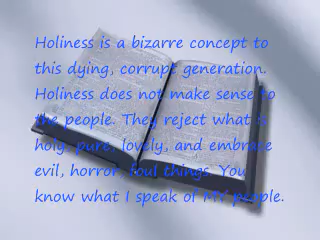 Holiness is a bizarre concept to
this dying, corrupt generation.
Holiness does not make sense to
the people. They reject what is
holy, pure, lovely, and embrace
evil, horror, foul things. You
know what I speak of MY people.